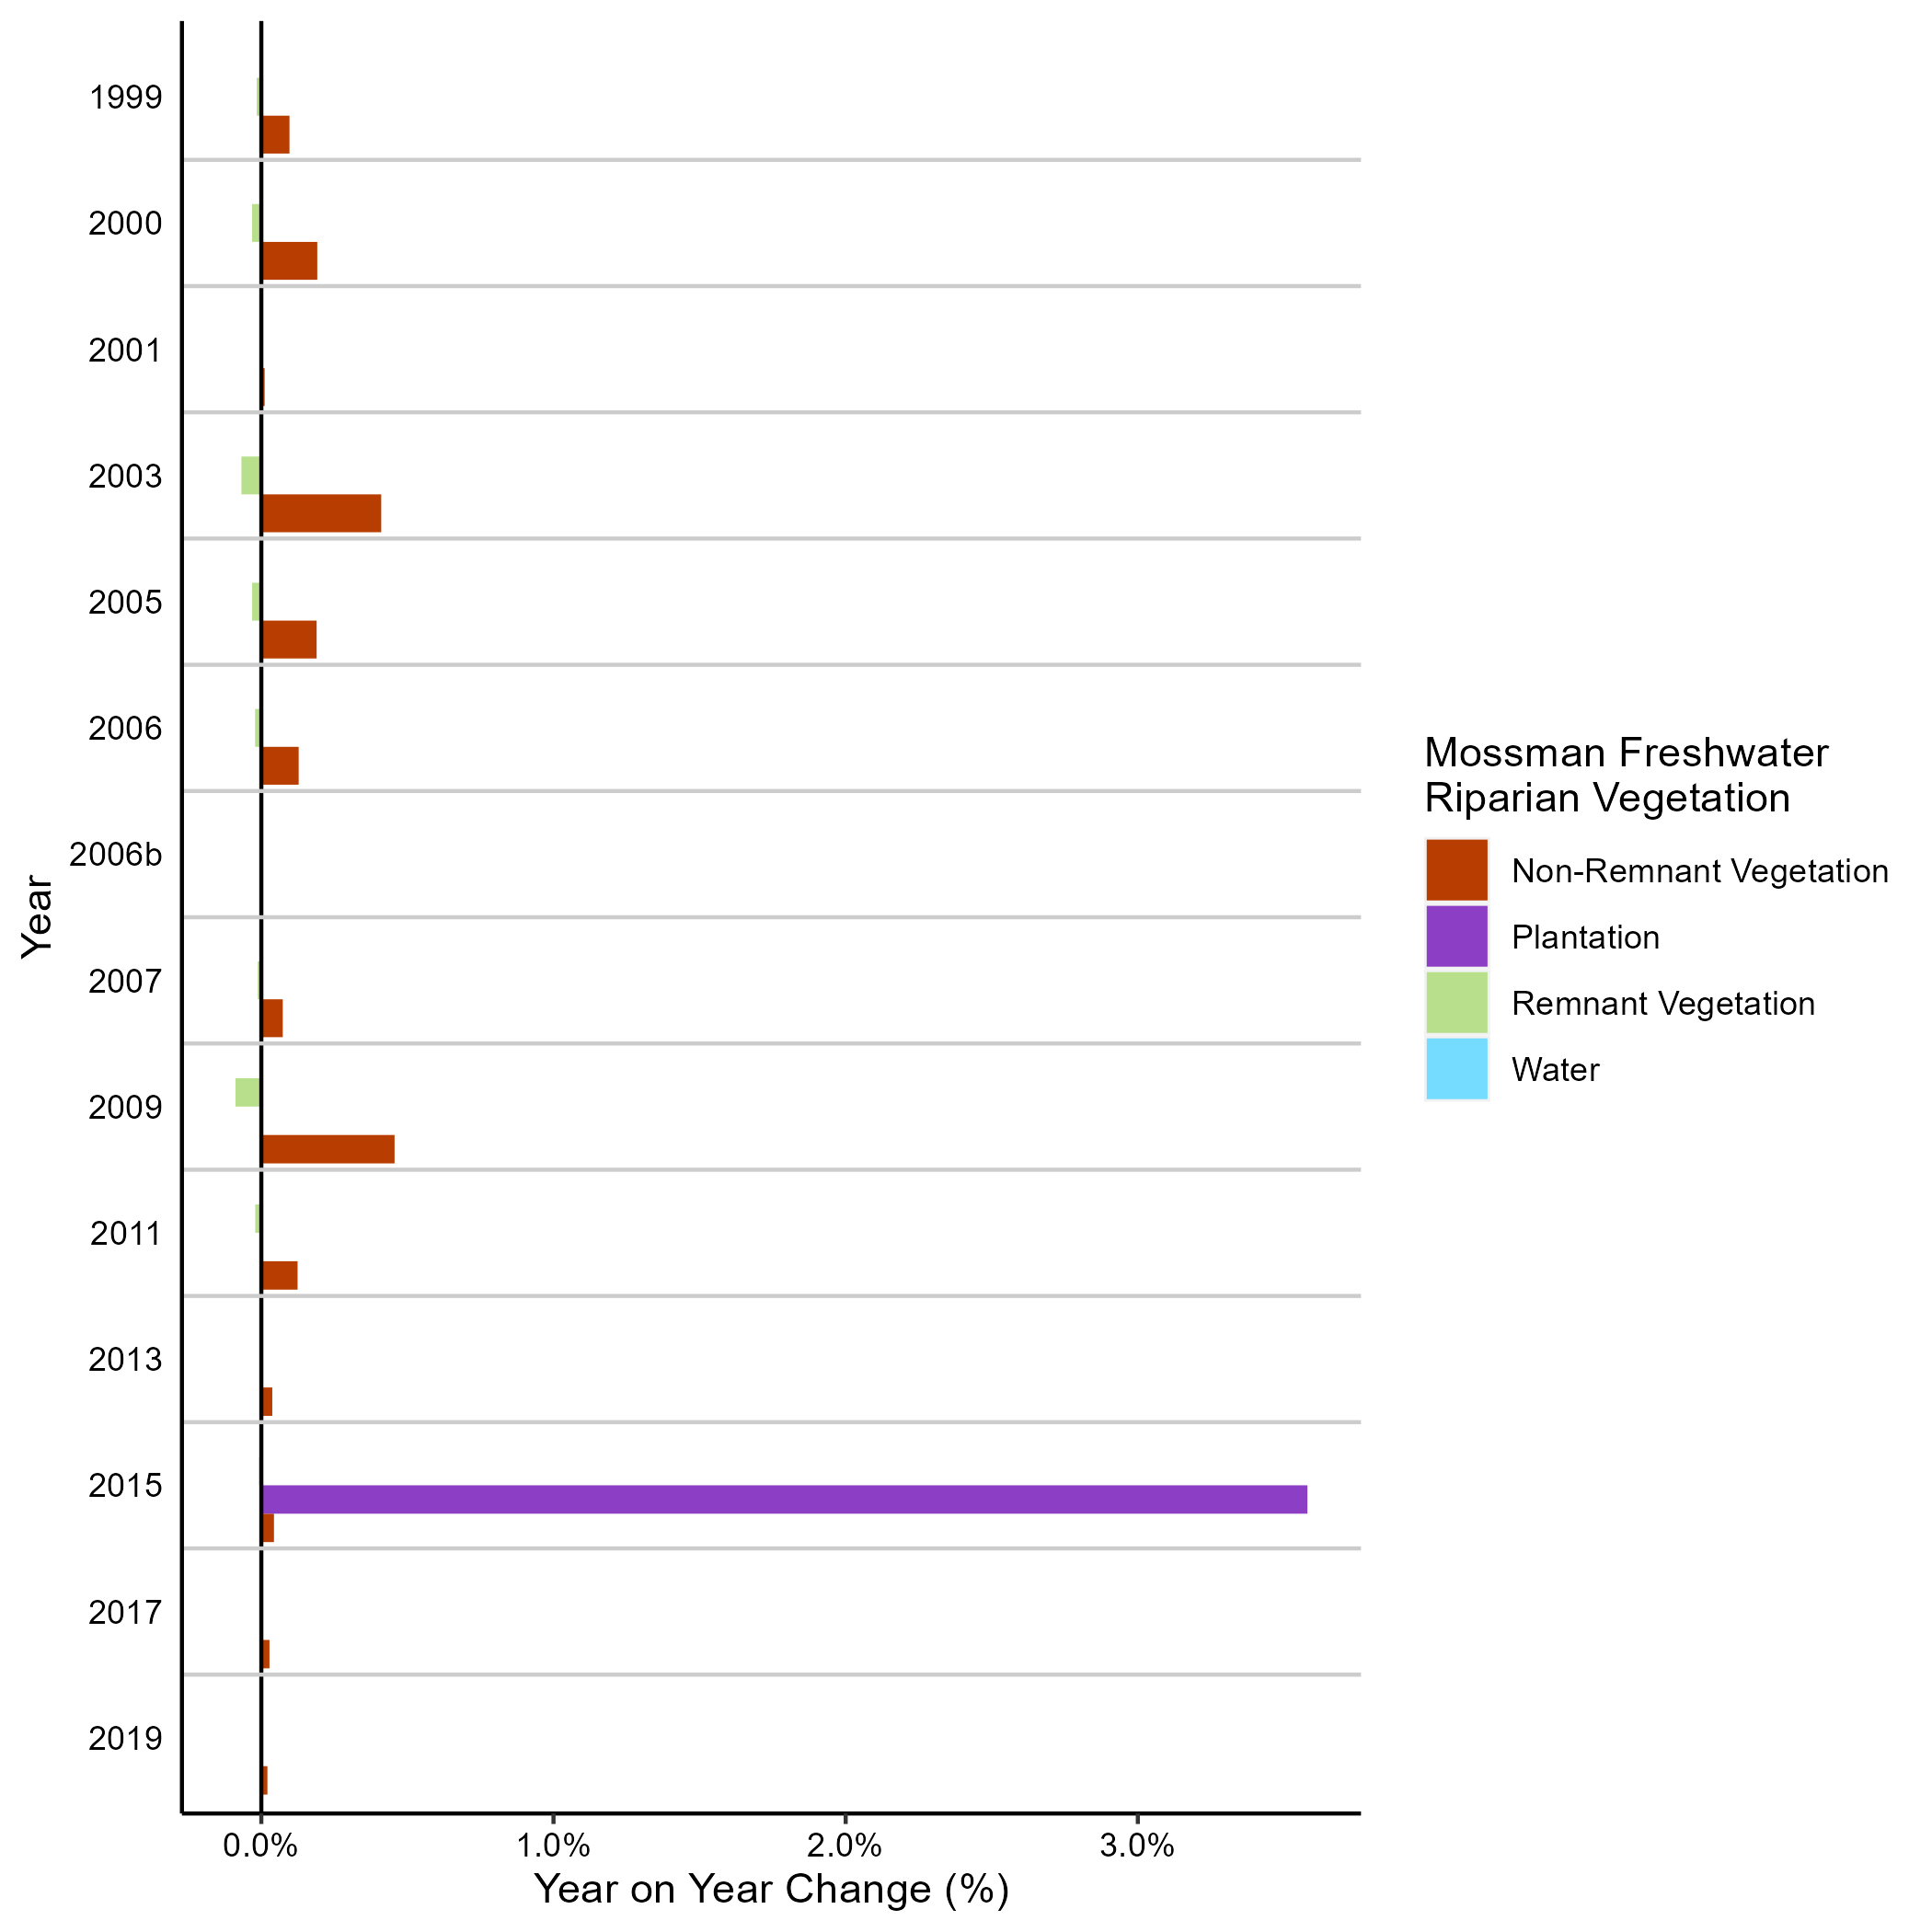 1999
2000
2001
2003
2005
2006
2006b
2007
2009
2011
2013
2015
2017
2019
Year
0.0%
1.0%
2.0%
3.0%
Year on Year Change (%)
Mossman Freshwater
Riparian Vegetation
Non-Remnant Vegetation
Plantation
Remnant Vegetation
Water